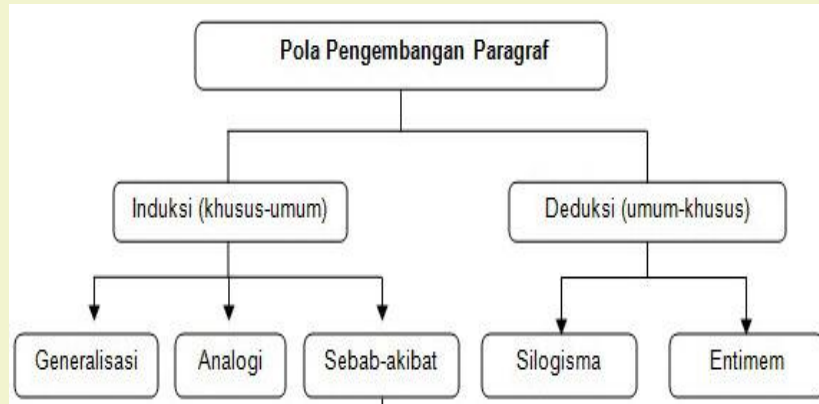 Pola Pengembangan Paragraf
Induksi (khusus-umum)
Deduksi (umum-khusus)
Generalisasi
Analogi
Sebab-akibat
Silogisma
Entimem